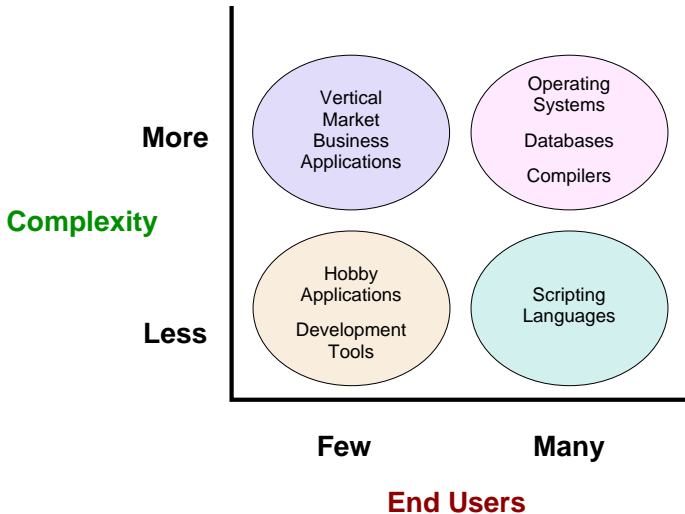 Vertical
Market
Business
Applications
Operating
Systems
Databases
Compilers
More
Complexity
Hobby
Applications
Development
Tools
Scripting
Languages
Less
Few
Many
End Users